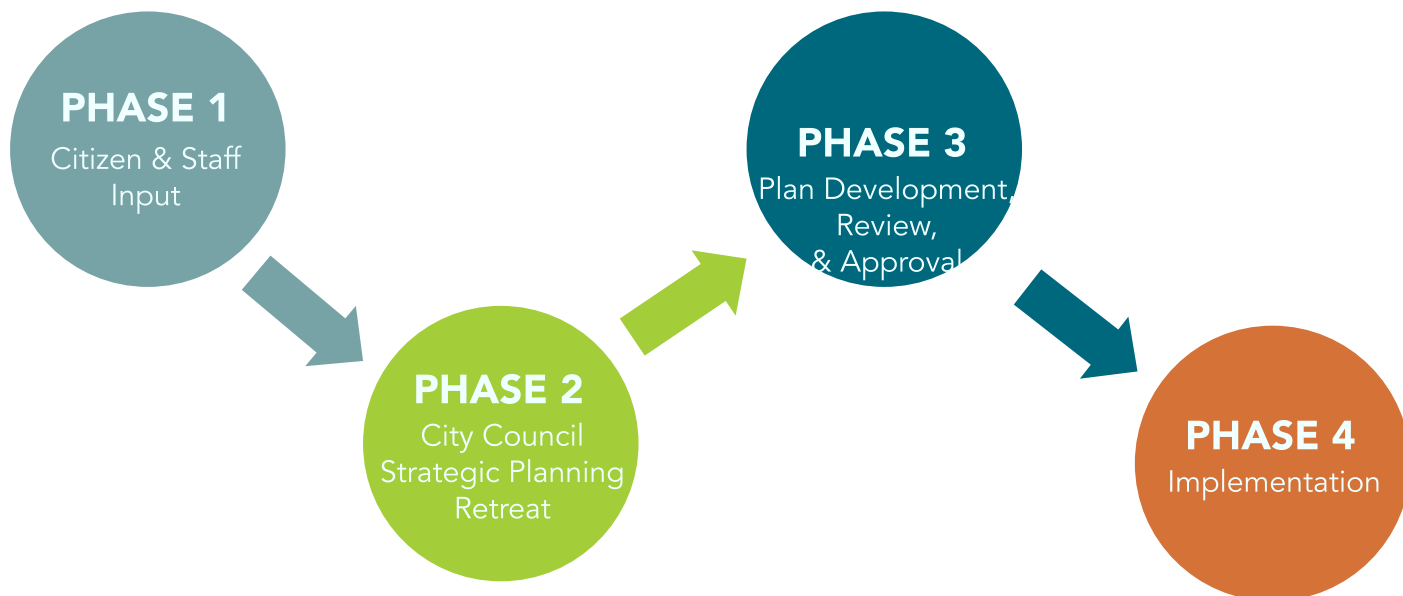 PHASE 1
Citizen & Staff
Input
PHASE 2
City Council
Strategic Planning
Retreat
PHASE 3
Plan Development,
Review,
& Approval
PHASE 4
Implementation